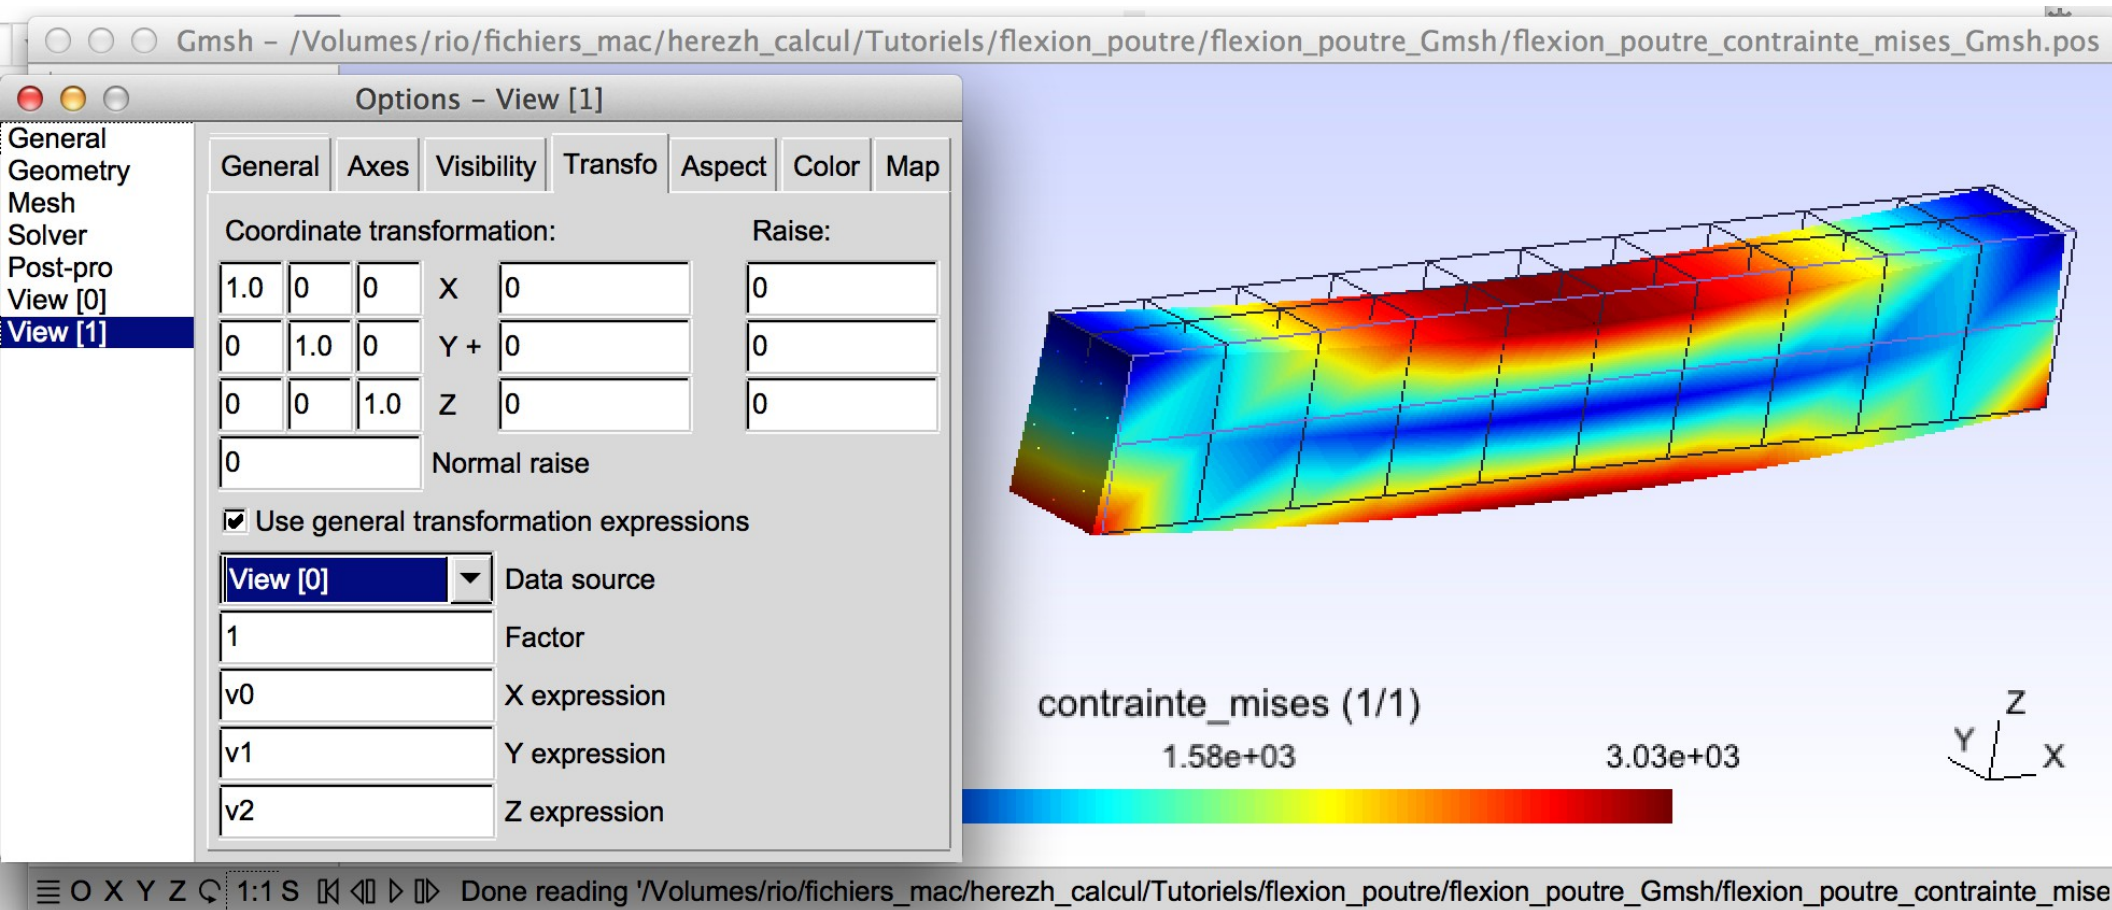 Gmsh – /Volumes/rio/fichiers_mac/herezh_calcul/Tutoriels/flexion_poutre/flexion_poutre_Gmsh/flexion_poutre_contrainte_mises_Gmsh.pos
Options – View [1]
General
Geometry
Mesh
Solver
Post-pro
View [0]
View [1]
General Axes Visibility Transfo Aspect Color Map
Coordinate transformation: Raise:
1.0 0 0 X 0 0
0 1.0 0 Y + 0 0
0 0 1.0 Z 0 0
0 Normal raise
Use general transformation expressions
View [0] Data source
1 Factor
v0 X expression
v1 Y expression
v2 Z expression
contrainte_mises (1/1)
1.58e+03 3.03e+03
Z
Y
X
O X Y Z 1:1 S Done reading '/Volumes/rio/fichiers_mac/herezh_calcul/Tutoriels/flexion_poutre/flexion_poutre_Gmsh/flexion_poutre_contrainte_mise